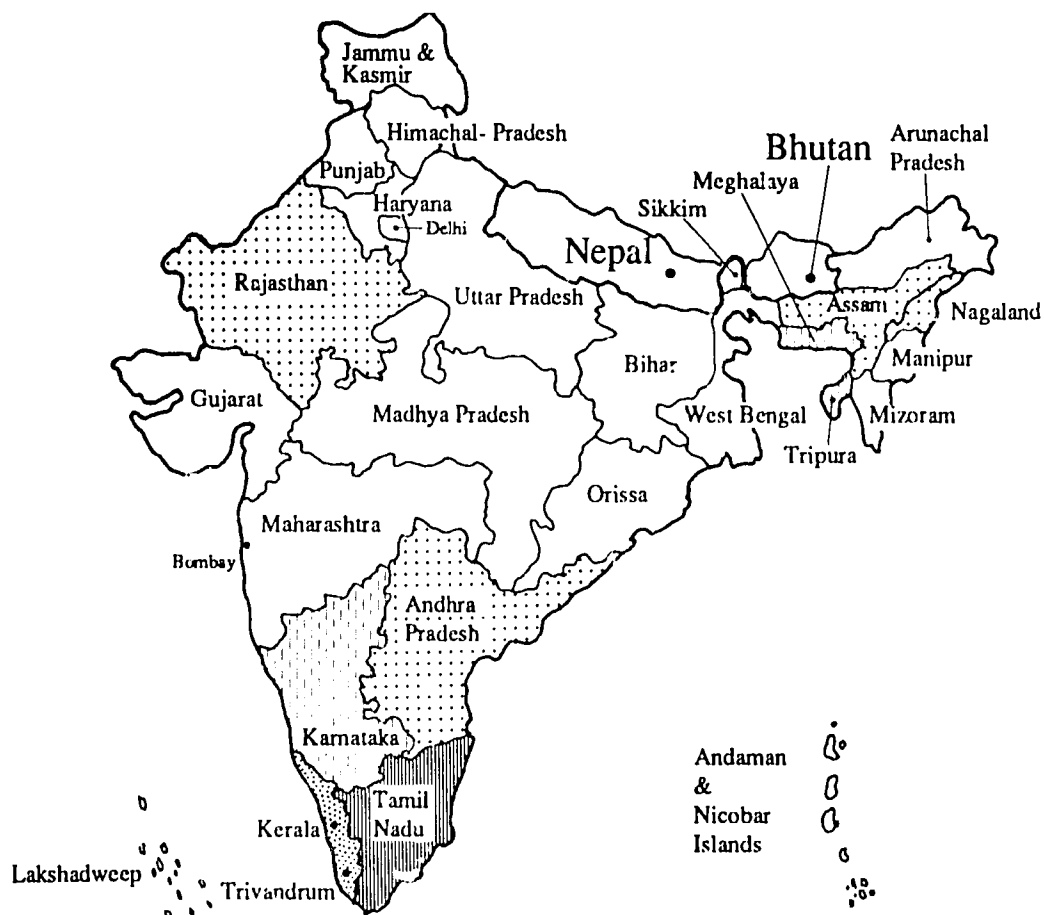 Jammu &
Kasmir
Himachal- Pradesh
Punjab
Haryana
Delhi
Rajasthan
Uttar Pradesh
Nepal
Sikkim
Meghalaya
Bhutan
Arunachal
Pradesh
Assam
Nagaland
Manipur
Mizoram
Tripura
West Bengal
Bihar
Gujarat
Madhya Pradesh
Orissa
Maharashtra
Bombay
Andhra
Pradesh
Karnataka
Tamil
Nadu
Kerala
Trivandrum
Lakshadweep
Andaman
&
Nicobar
Islands